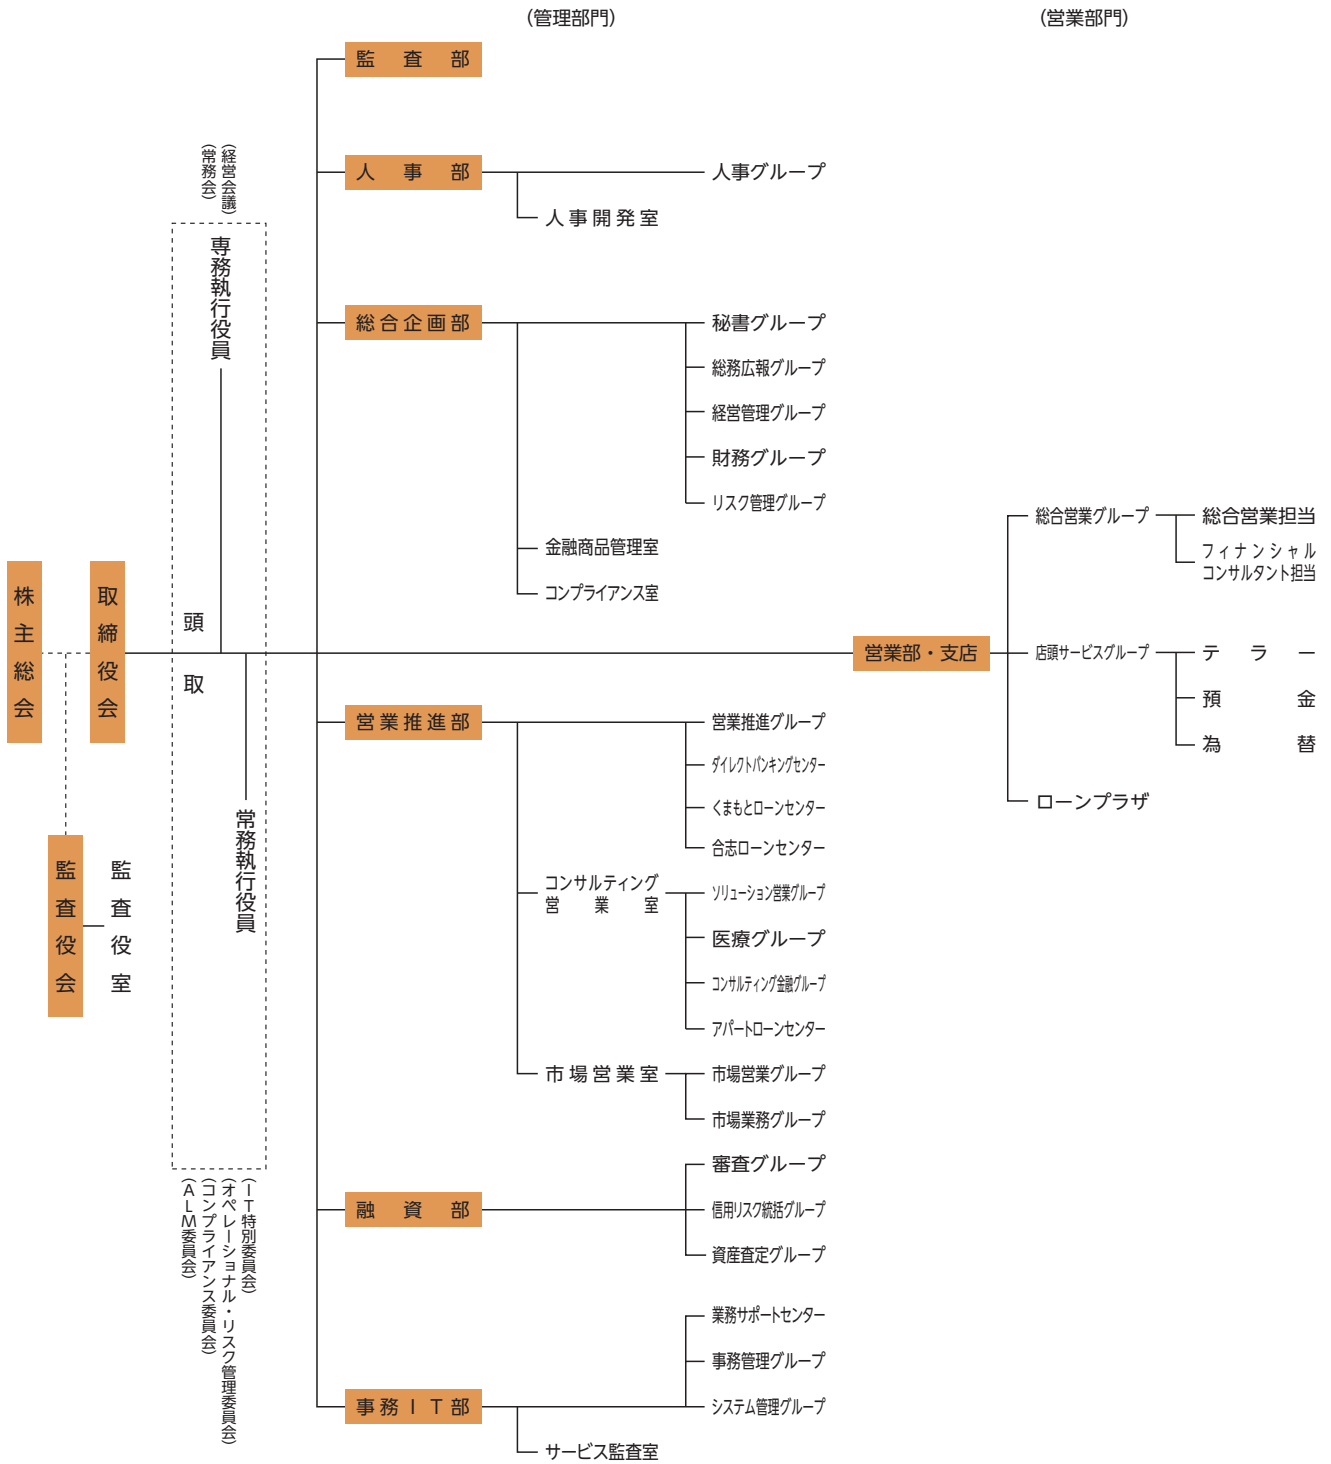 (管理部門)
(営業部門)
監査部
人事部
人事グループ
人事開発室
総合企画部
秘書グループ
総務広報グループ
経営管理グループ
財務グループ
リスク管理グループ
金融商品管理室
コンプライアンス室
(経営会議)
(常務会)
専務執行役員
株主総会
取締役会
頭取
常務執行役員
監査役会
監査役室
(IT特別委員会)
(オペレーショナル・リスク管理委員会)
(コンプライアンス委員会)
(ALM委員会)
営業部・支店
総合営業グループ
総合営業担当
フィナンシャル
コンサルタント担当
店頭サービスグループ
テラー
預金
為替
ローンプラザ
営業推進部
営業推進グループ
ダイレクトバンキングセンター
くまもとローンセンター
合志ローンセンター
コンサルティング
営業室
ソリューション営業グループ
医療グループ
コンサルティング金融グループ
アパートローンセンター
市場営業室
市場営業グループ
市場業務グループ
融資部
審査グループ
信用リスク統括グループ
資産査定グループ
事務IT部
業務サポートセンター
事務管理グループ
システム管理グループ
サービス監査室